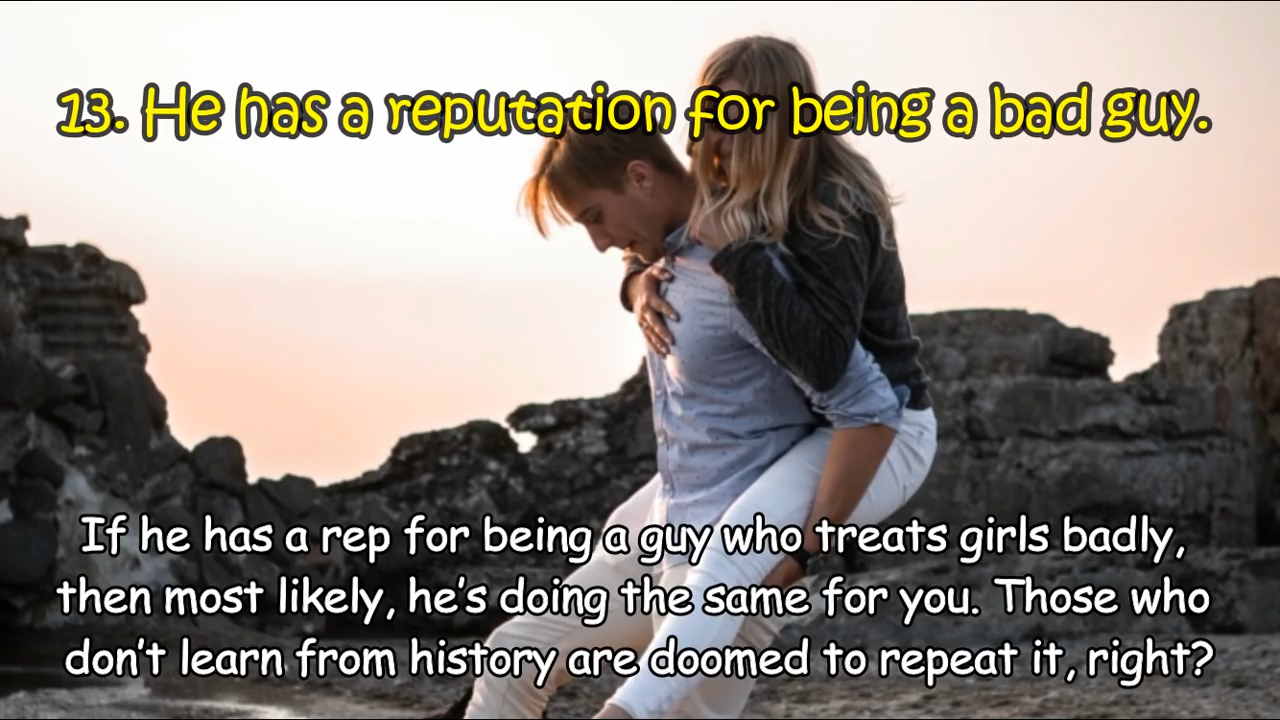 13. He has a reputation for being a bad guy.
If he has a rep for being a guy who treats girls badly,
then most likely, he's doing the same for you. Those who
don't learn from history are doomed to repeat it, right?